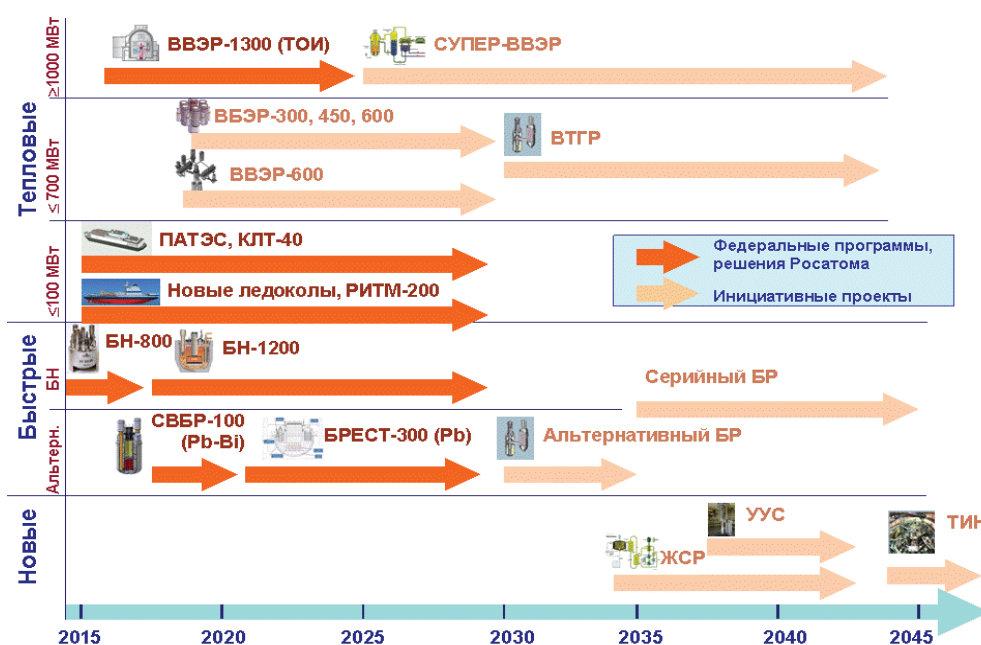 ≥1000 МВт
ВВЭР-1300 (ТОИ)
СУПЕР-ВВЭР
Тепловые
≤ 700 МВт
ВБЭР-300, 450, 600
ВТГР
ВВЭР-600
≤100 МВт
ПАТЭС, КЛТ-40
Новые ледоколы, РИТМ-200
Федеральные программы,
решения Росатома
Инициативные проекты
Быстрые
БН
БН-800
БН-1200
Серийный БР
Альтерн.
СВБР-100
(Pb-Bi)
БРЕСТ-300 (Pb)
Альтернативный БР
Новые
УУС
ТИН
ЖСР
2015
2020
2025
2030
2035
2040
2045